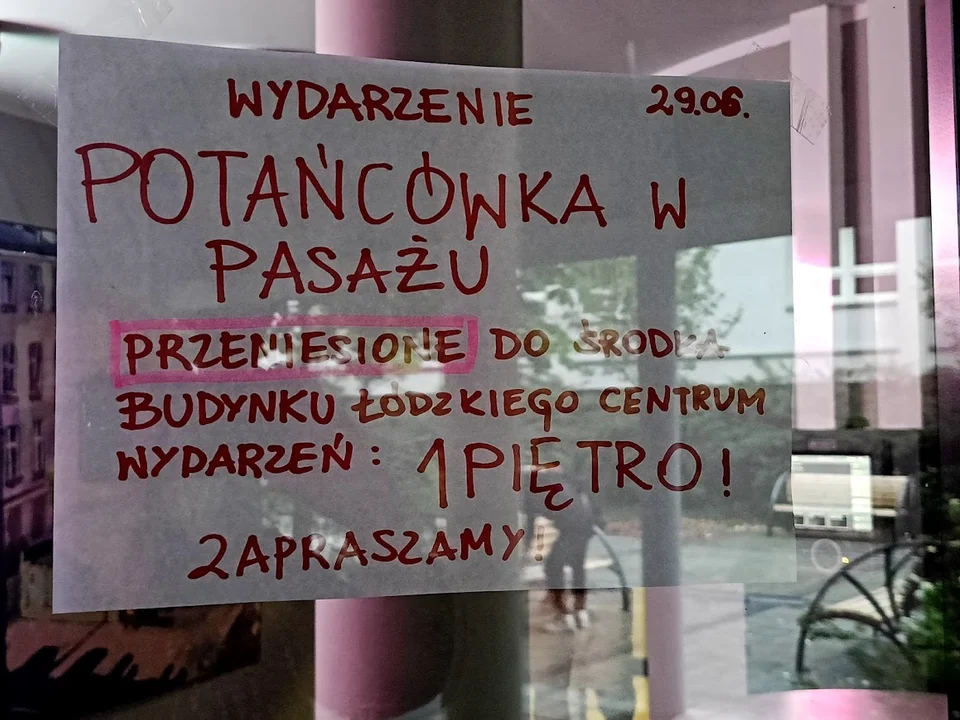 WYDARZENIE 29.06.
POTAŃCÓWKA W
PASAŻU
PRZENIESIONE DO ŚRODKA
BUDYNKU ŁÓDZKIEGO CENTRUM
WYDARZEŃ: 1 PIĘTRO!
ZAPRASZAMY!